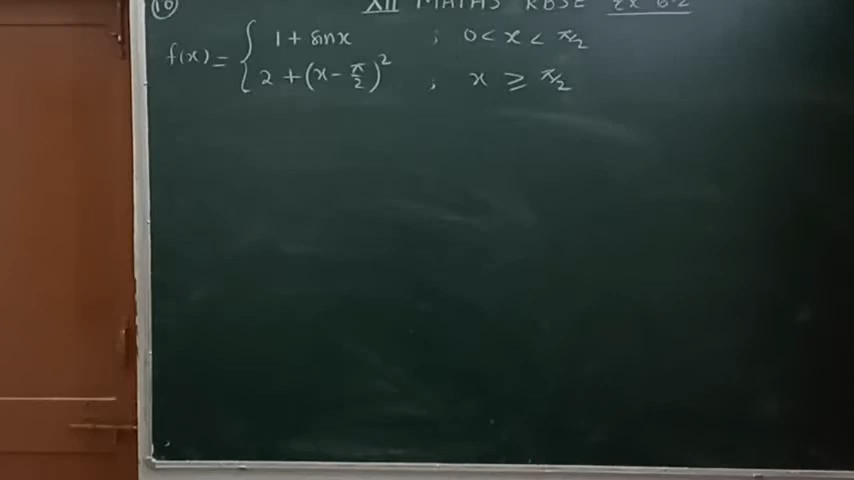 XII MATHS RBSE Ex 6.2
(10)
f(x) = { 1 + sinx ; 0 < x < π/2
2 + (x - π/2)² ; x ≥ π/2